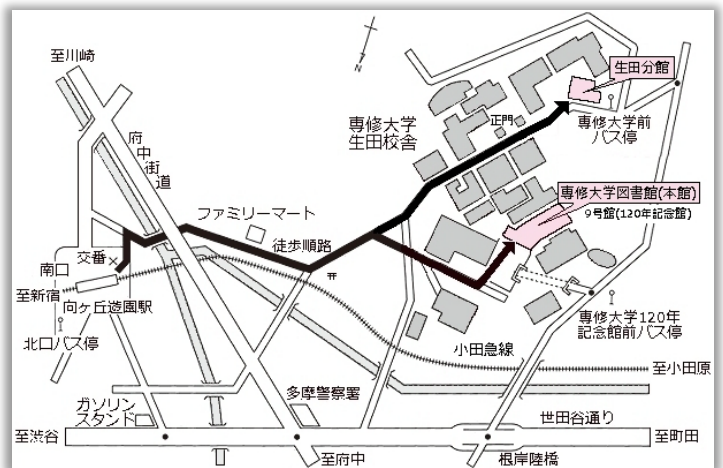 至川崎
府中街道
N
生田分館
正門
専修大学
生田校舎
専修大学前
バス停
専修大学図書館(本館)
9号館(120年記念館)
ファミリーマート
徒歩順路
交番
南口
至新宿
向ヶ丘遊園駅
北口バス停
専修大学120年
記念館前バス停
小田急線
至小田原
ガソリン
スタンド
多摩警察署
世田谷通り
至渋谷
至町田
至府中
根岸陸橋